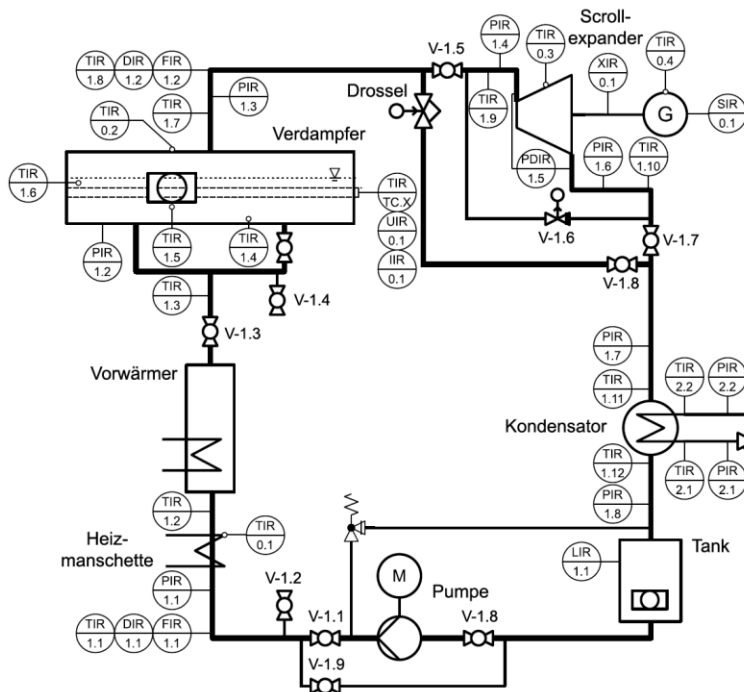 Scroll-
expander
V-1.5
PIR
1.4
TIR
0.3
XIR
0.1
TIR
0.4
TIR
1.8
DIR
1.2
FIR
1.2
PIR
1.3
Drossel
TIR
1.9
G
SIR
0.1
TIR
1.7
TIR
0.2
Verdampfer
PDIR
1.5
PIR
1.6
TIR
1.10
TIR
1.6
TIR
TC.X
UIR
0.1
IIR
0.1
V-1.6
V-1.7
PIR
1.2
TIR
1.5
TIR
1.4
V-1.8
TIR
1.3
V-1.4
V-1.3
PIR
1.7
Vorwärmer
TIR
1.11
TIR
2.2
PIR
2.2
Kondensator
TIR
1.12
TIR
2.1
PIR
2.1
PIR
1.8
TIR
1.2
Heiz-
manschette
TIR
0.1
LIR
1.1
Tank
PIR
1.1
V-1.2
M
Pumpe
TIR
1.1
DIR
1.1
FIR
1.1
V-1.1
V-1.8
V-1.9